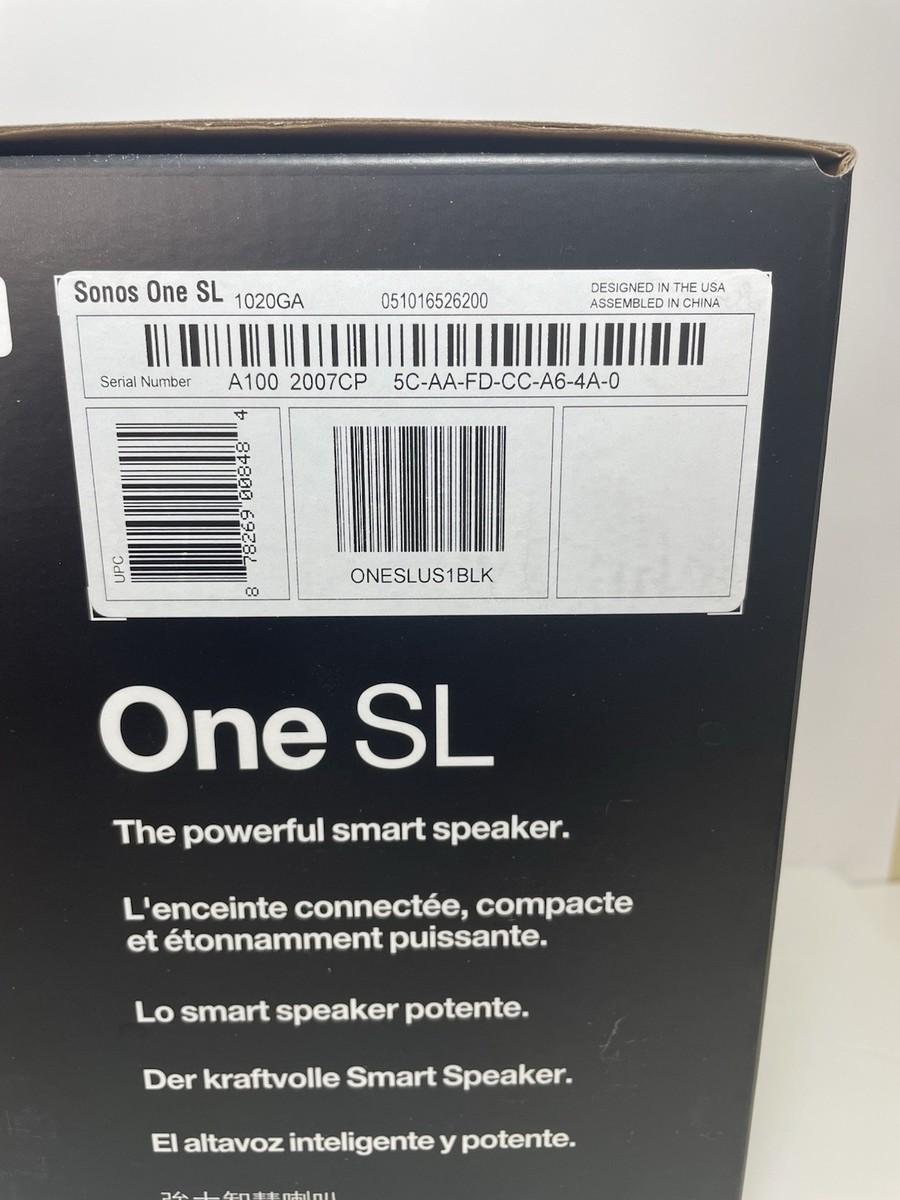 Sonos One SL 1020GA 051016526200 DESIGNED IN THE USA
ASSEMBLED IN CHINA
Serial Number A100 2007CP 5C-AA-FD-CC-A6-4A-0
UPC
8 78269 00848 4
ONESLUS1BLK
One SL
The powerful smart speaker.
L'enceinte connectée, compacte
et étonnamment puissante.
Lo smart speaker potente.
Der kraftvolle Smart Speaker.
El altavoz inteligente y potente.